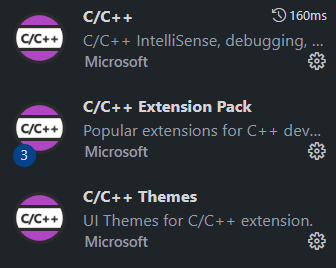 C/C++
160ms
C/C++ C/C++ IntelliSense, debugging, ...
Microsoft
C/C++ Extension Pack
C/C++ Popular extensions for C++ dev...
3 Microsoft
C/C++ Themes
C/C++ UI Themes for C/C++ extension.
Microsoft